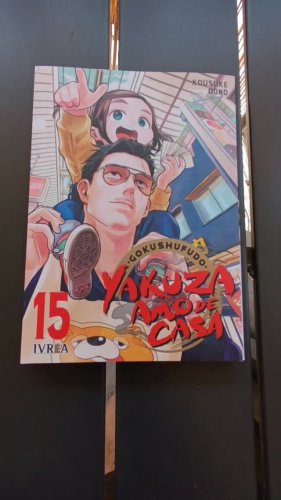 KOUSUKE
OONO
GOKUSHUFUDO
YAKUZA
AMO DE
CASA
15
IVREA